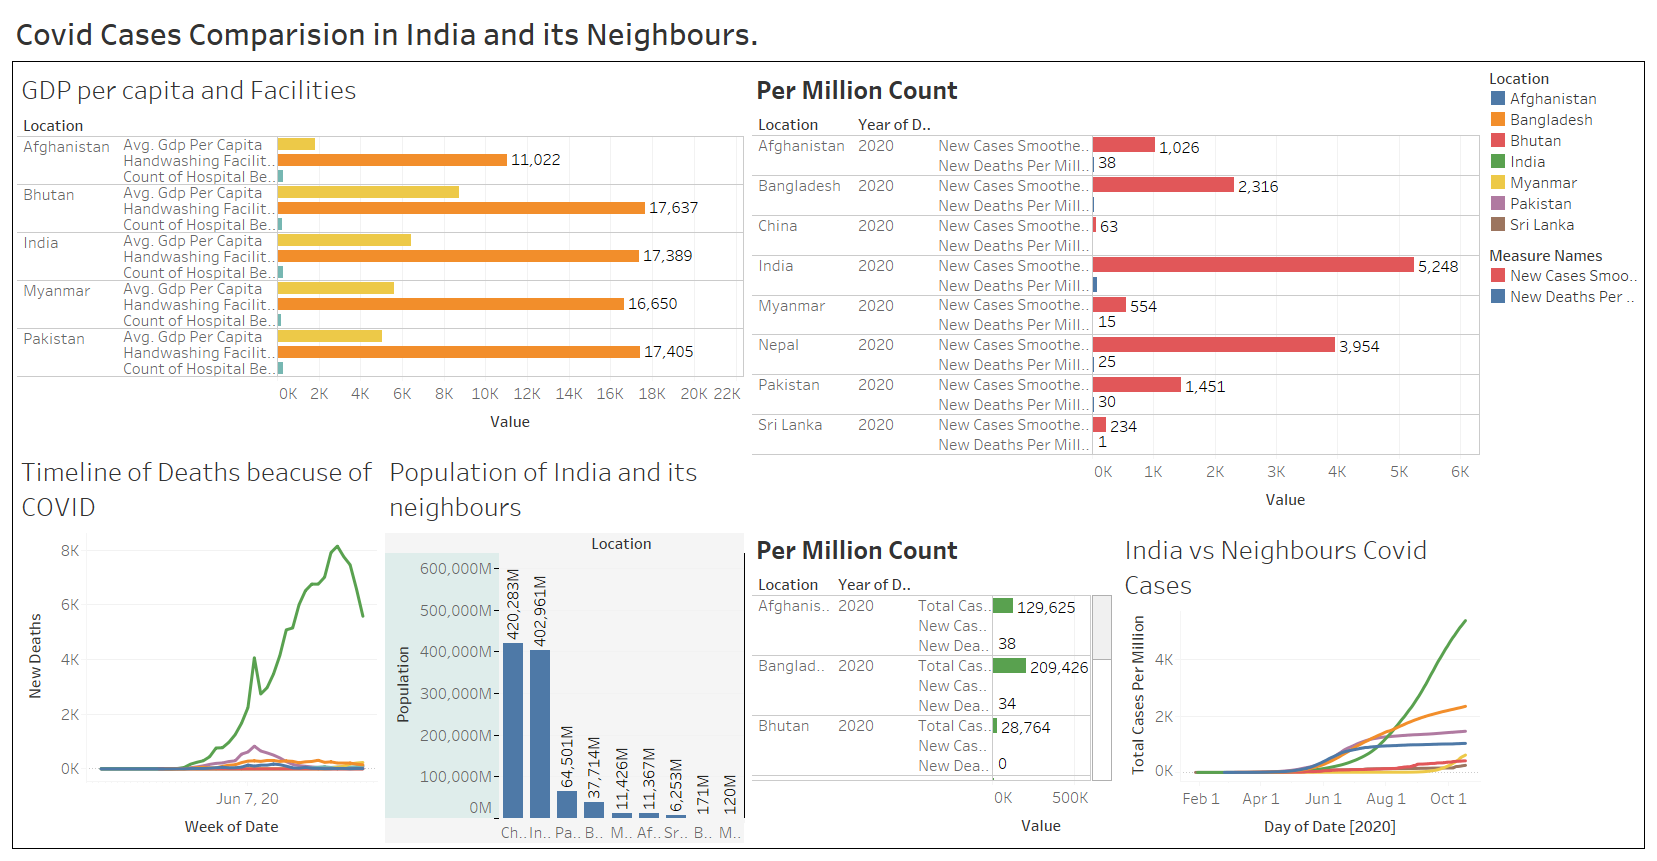 Covid Cases Comparision in India and its Neighbours.
GDP per capita and Facilities
Location
Afghanistan Avg. Gdp Per Capita
Handwashing Facilit.. 11,022
Count of Hospital Be..
Bhutan Avg. Gdp Per Capita
Handwashing Facilit.. 17,637
Count of Hospital Be..
India Avg. Gdp Per Capita
Handwashing Facilit.. 17,389
Count of Hospital Be..
Myanmar Avg. Gdp Per Capita
Handwashing Facilit.. 16,650
Count of Hospital Be..
Pakistan Avg. Gdp Per Capita
Handwashing Facilit.. 17,405
Count of Hospital Be..
0K 2K 4K 6K 8K 10K 12K 14K 16K 18K 20K 22K
Value
Per Million Count
Location Year of D..
Afghanistan 2020 New Cases Smoothe.. 1,026
New Deaths Per Mill.. 38
Bangladesh 2020 New Cases Smoothe.. 2,316
New Deaths Per Mill..
China 2020 New Cases Smoothe.. 63
New Deaths Per Mill..
India 2020 New Cases Smoothe.. 5,248
New Deaths Per Mill..
Myanmar 2020 New Cases Smoothe.. 554
New Deaths Per Mill.. 15
Nepal 2020 New Cases Smoothe.. 3,954
New Deaths Per Mill.. 25
Pakistan 2020 New Cases Smoothe.. 1,451
New Deaths Per Mill.. 30
Sri Lanka 2020 New Cases Smoothe.. 234
New Deaths Per Mill.. 1
0K 1K 2K 3K 4K 5K 6K
Value
Location
Afghanistan
Bangladesh
Bhutan
India
Myanmar
Pakistan
Sri Lanka
Measure Names
New Cases Smoo..
New Deaths Per ..
Timeline of Deaths beacuse of
COVID
New Deaths
8K
6K
4K
2K
0K
Jun 7, 20
Week of Date
Population of India and its
neighbours
Location
Population
600,000M
500,000M
400,000M
300,000M
200,000M
100,000M
0M
420,283M
402,961M
64,501M
37,714M
11,426M
11,367M
6,253M
171M
120M
Ch.. In.. Pa.. B.. M.. Af.. Sr.. B.. M..
Per Million Count
Location Year of D..
Afghanis.. 2020 Total Cas.. 129,625
New Cas..
New Dea.. 38
Banglad.. 2020 Total Cas.. 209,426
New Cas..
New Dea.. 34
Bhutan 2020 Total Cas.. 28,764
New Cas..
New Dea.. 0
0K 500K
Value
India vs Neighbours Covid
Cases
Total Cases Per Million
4K
2K
0K
Feb 1 Apr 1 Jun 1 Aug 1 Oct 1
Day of Date [2020]